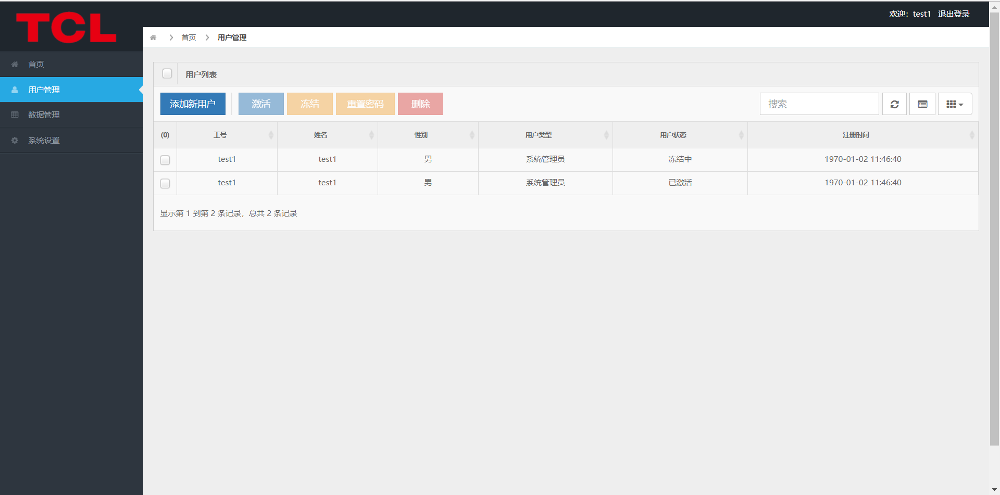 TCL
欢迎：test1 退出登录
首页 用户管理
首页
用户管理
数据管理
系统设置
用户列表
添加新用户 激活 冻结 重置密码 删除 搜索
(0) 工号 姓名 性别 用户类型 用户状态 注册时间
test1 test1 男 系统管理员 冻结中 1970-01-02 11:46:40
test1 test1 男 系统管理员 已激活 1970-01-02 11:46:40
显示第 1 到第 2 条记录，总共 2 条记录